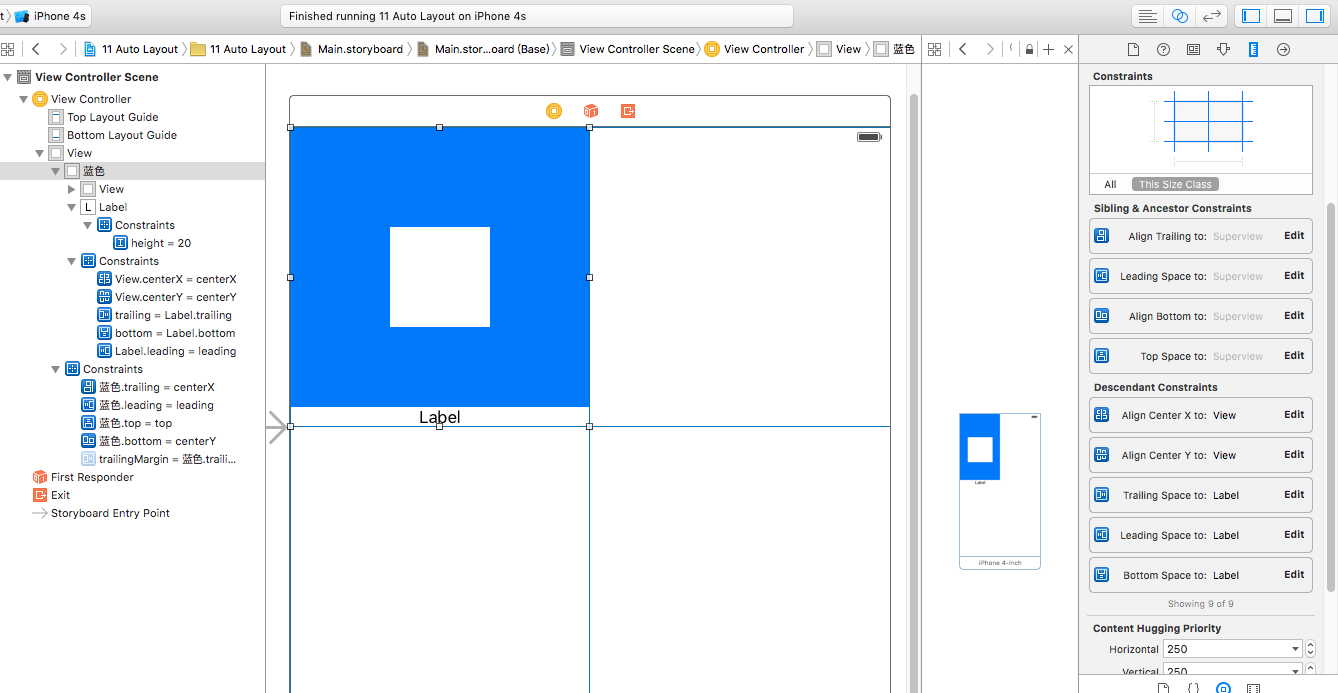 t
iPhone 4s
Finished running 11 Auto Layout on iPhone 4s
11 Auto Layout
11 Auto Layout
Main.storyboard
Main.stor...oard (Base)
View Controller Scene
View Controller
View
蓝色
View Controller Scene
View Controller
Top Layout Guide
Bottom Layout Guide
View
蓝色
View
L Label
Constraints
height = 20
Constraints
View.centerX = centerX
View.centerY = centerY
trailing = Label.trailing
bottom = Label.bottom
Label.leading = leading
Constraints
蓝色.trailing = centerX
蓝色.leading = leading
蓝色.top = top
蓝色.bottom = centerY
trailingMargin = 蓝色.traili...
First Responder
Exit
Storyboard Entry Point
Label
Label
iPhone 4-inch
Constraints
All
This Size Class
Sibling & Ancestor Constraints
Align Trailing to: Superview Edit
Leading Space to: Superview Edit
Align Bottom to: Superview Edit
Top Space to: Superview Edit
Descendant Constraints
Align Center X to: View Edit
Align Center Y to: View Edit
Trailing Space to: Label Edit
Leading Space to: Label Edit
Bottom Space to: Label Edit
Showing 9 of 9
Content Hugging Priority
Horizontal 250
Vertical 250